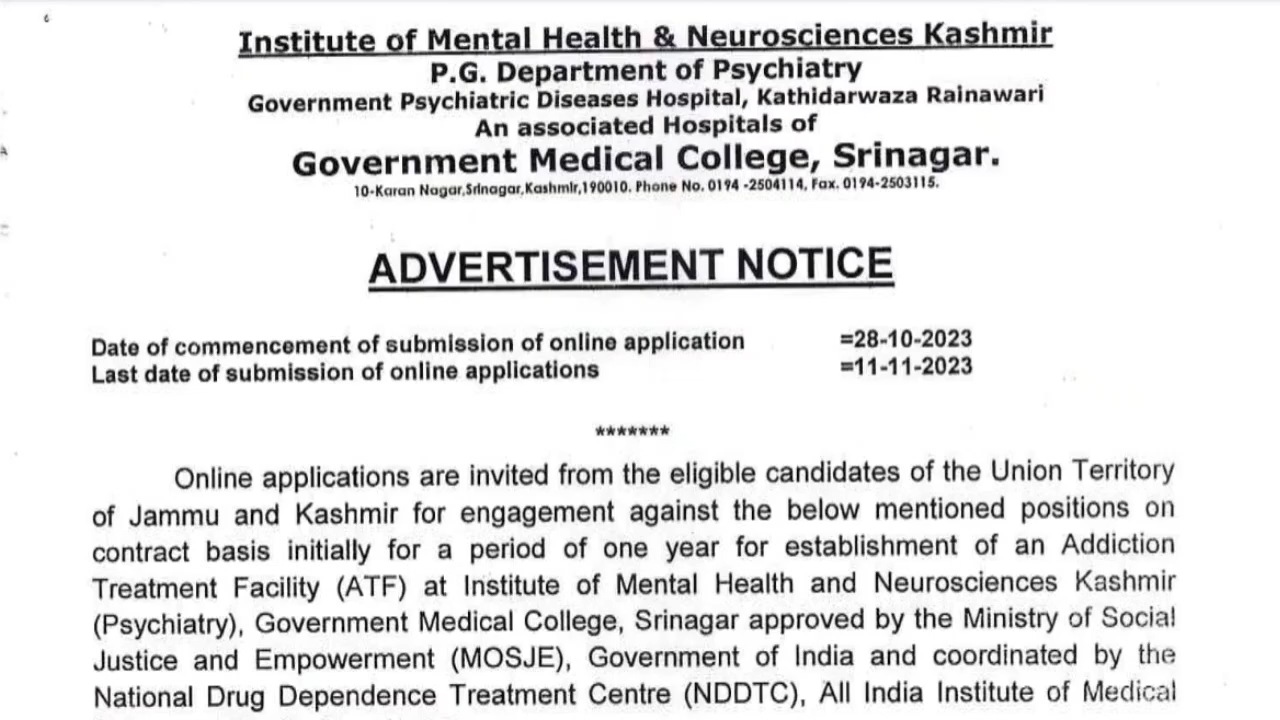 Institute of Mental Health & Neurosciences Kashmir
P.G. Department of Psychiatry
Government Psychiatric Diseases Hospital, Kathidarwaza Rainawari
An associated Hospitals of
Government Medical College, Srinagar.
10-Karan Nagar,Srinagar,Kashmir,190010. Phone No. 0194 -2504114, Fax. 0194-2503115.
ADVERTISEMENT NOTICE
Date of commencement of submission of online application =28-10-2023
Last date of submission of online applications =11-11-2023
*******
Online applications are invited from the eligible candidates of the Union Territory
of Jammu and Kashmir for engagement against the below mentioned positions on
contract basis initially for a period of one year for establishment of an Addiction
Treatment Facility (ATF) at Institute of Mental Health and Neurosciences Kashmir
(Psychiatry), Government Medical College, Srinagar approved by the Ministry of Social
Justice and Empowerment (MOSJE), Government of India and coordinated by the
National Drug Dependence Treatment Centre (NDDTC), All India Institute of Medical